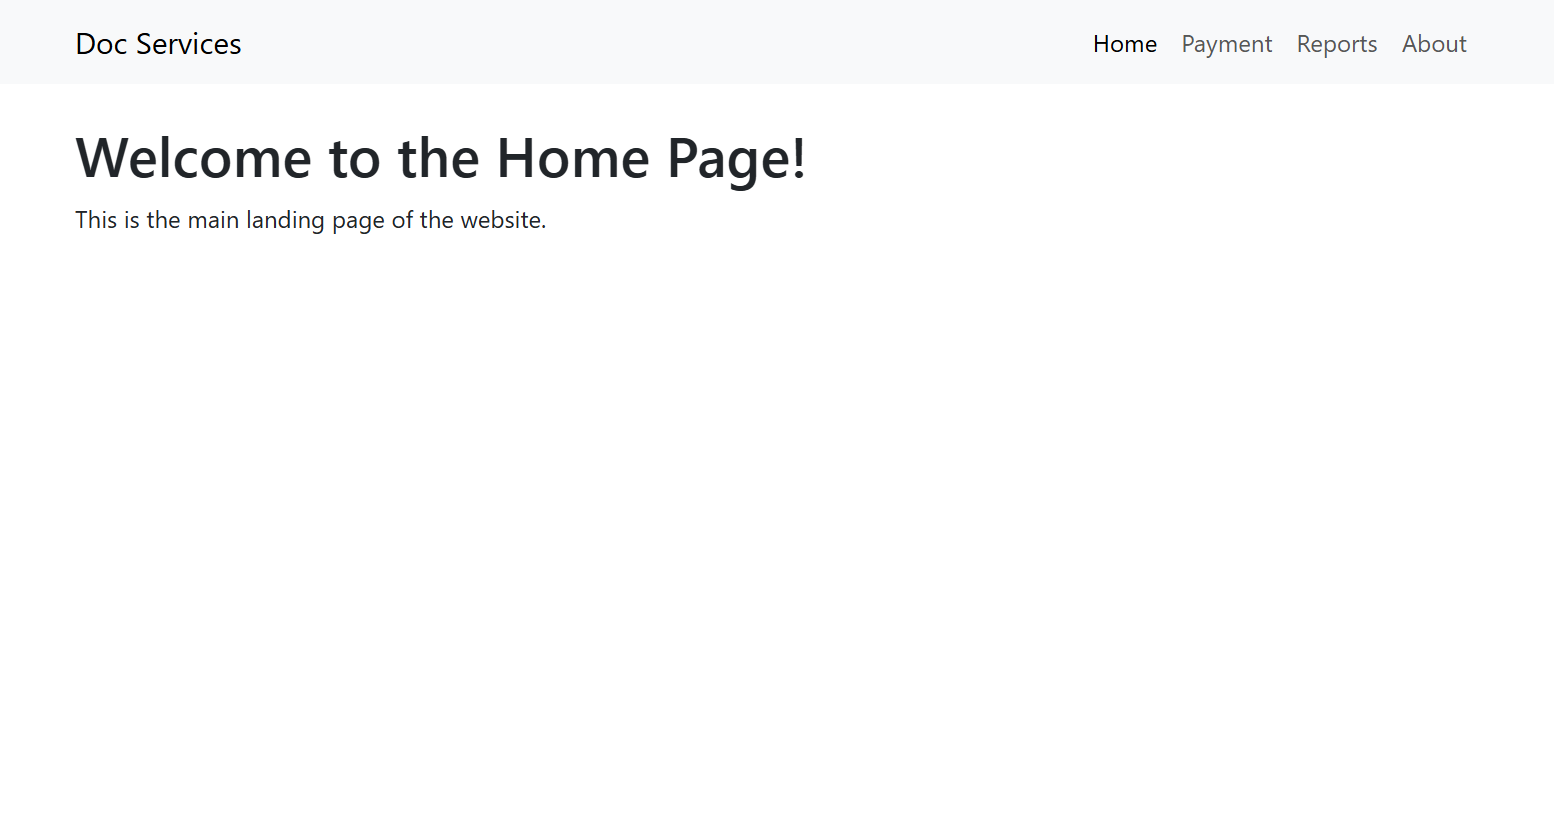 Doc Services
Home Payment Reports About
Welcome to the Home Page!
This is the main landing page of the website.